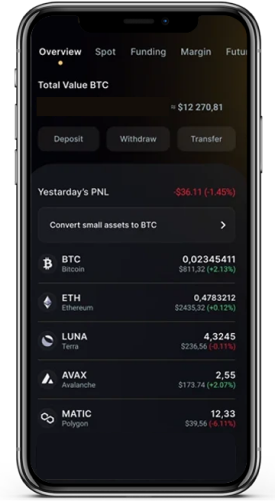 Overview Spot Funding Margin Futu
Total Value BTC
≈ $12 270,81
Deposit Withdraw Transfer
Yestarday's PNL -$36.11 (-1.45%)
Convert small assets to BTC
BTC 0,02345411
Bitcoin $811,32 (+2.13%)
ETH 0,4783212
Ethereum $2435,32 (+0.12%)
LUNA 4,3245
Terra $236,56 (-0.11%)
AVAX 2,55
Avalanche $173.74 (+2.07%)
MATIC 12,33
Polygon $39,56 (-6.11%)